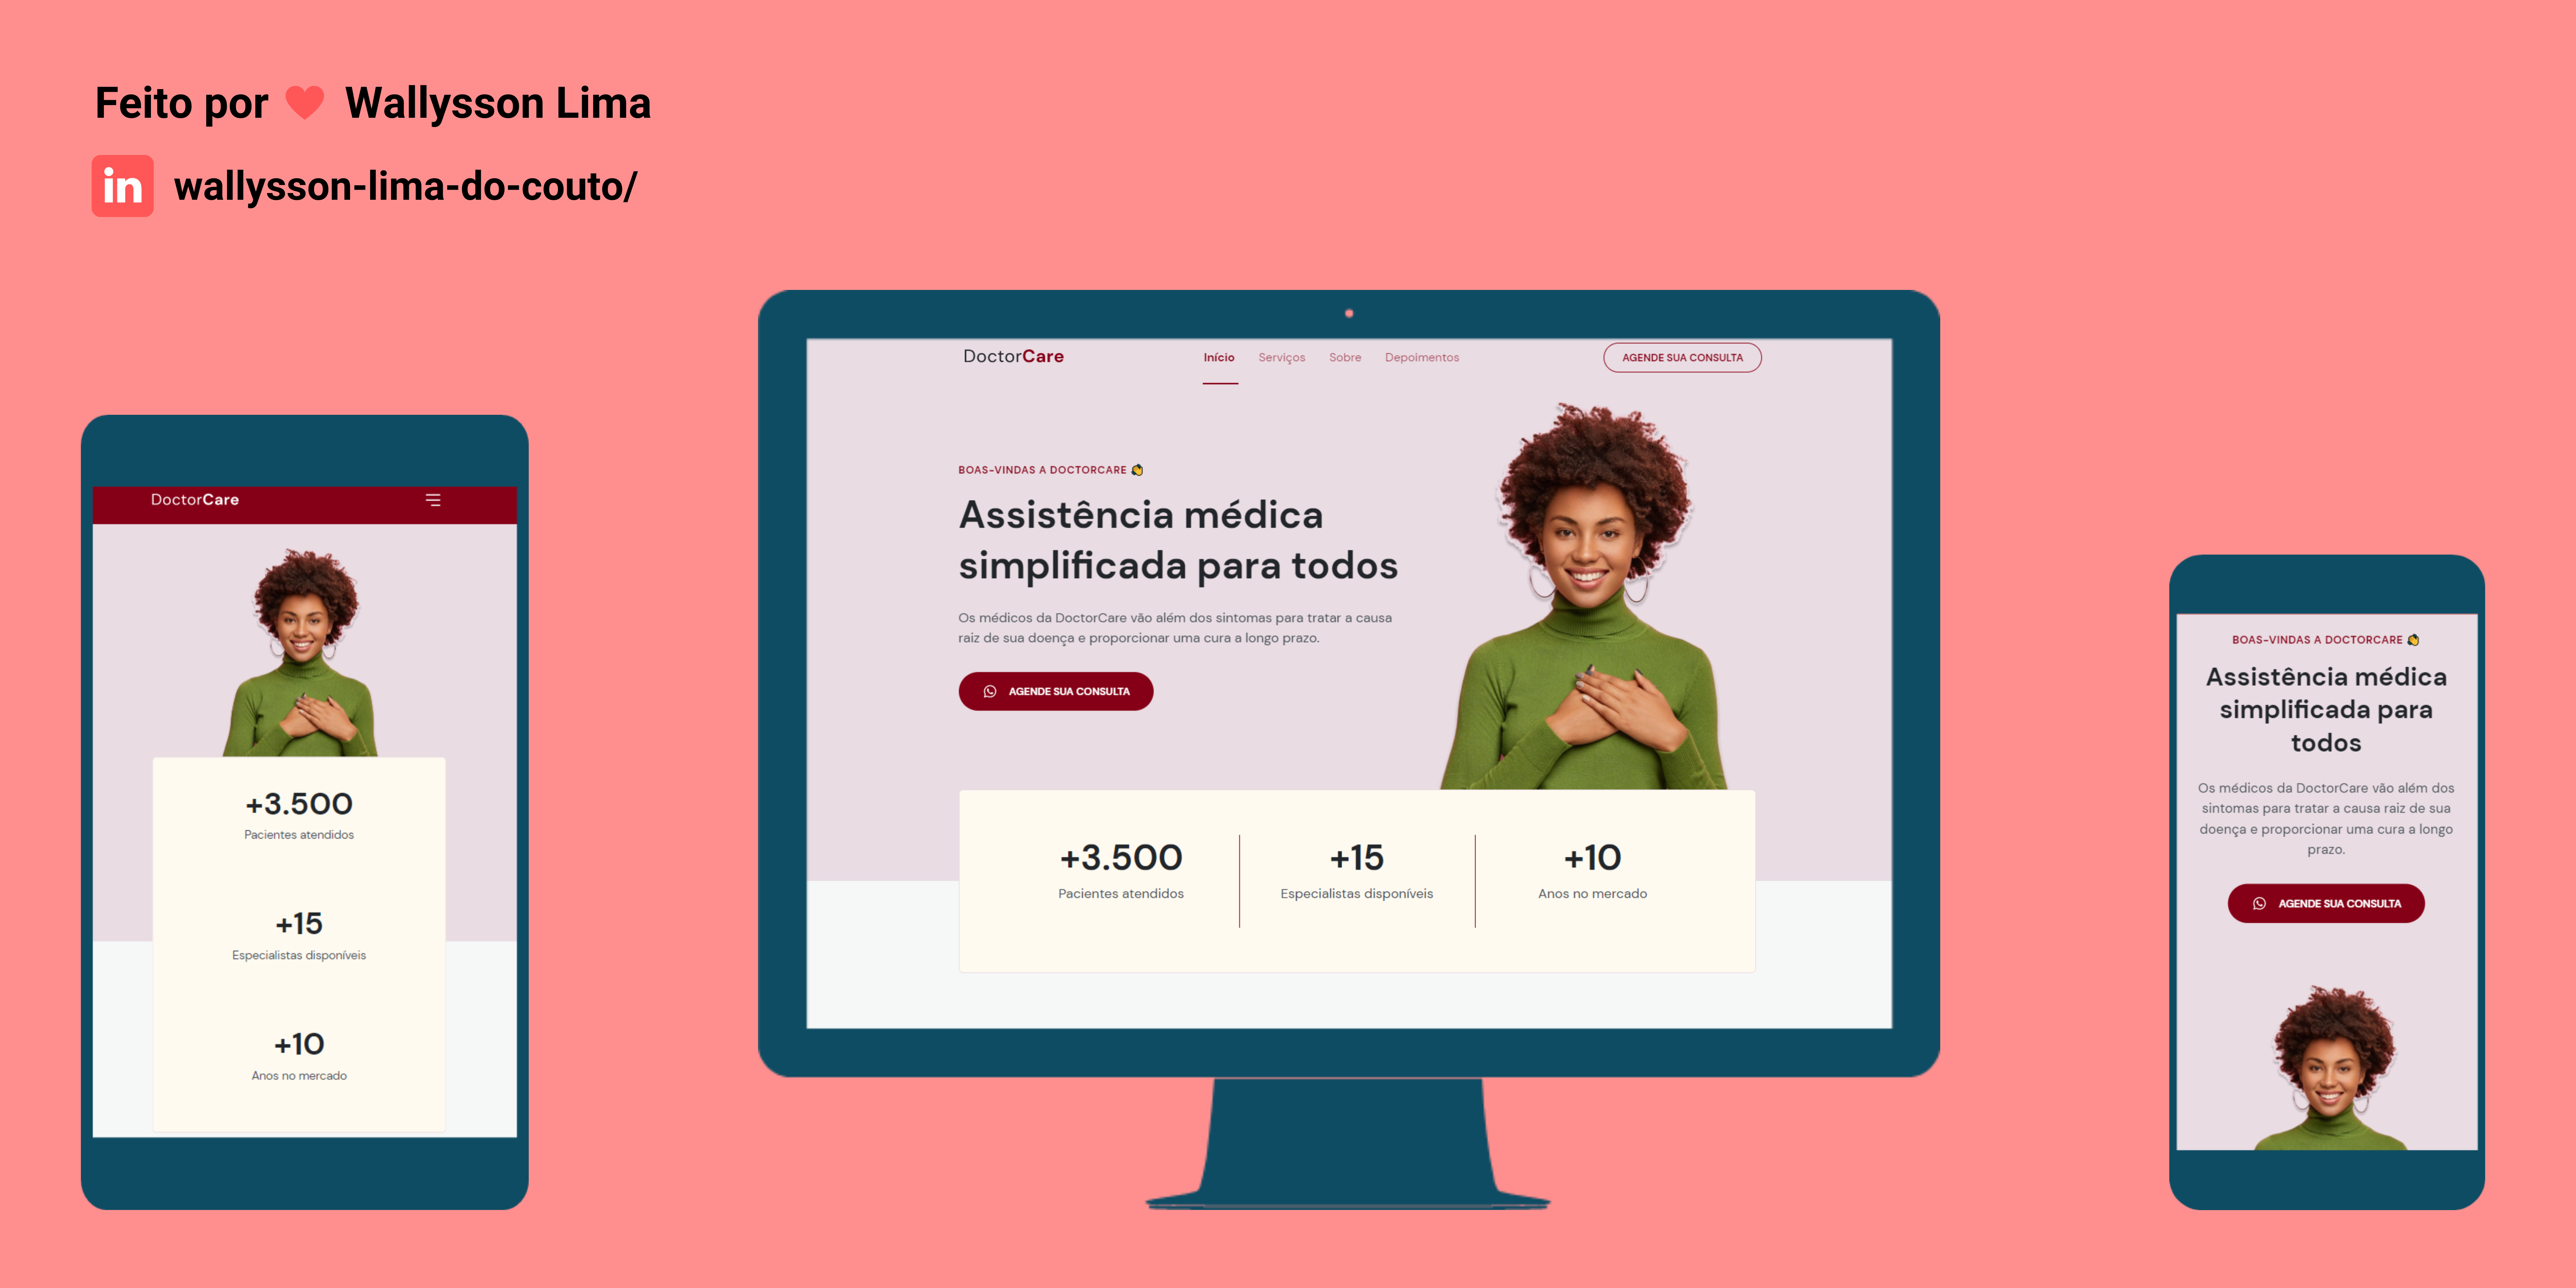 Feito por Wallysson Lima
in wallysson-lima-do-couto/
DoctorCare
+3.500
Pacientes atendidos
+15
Especialistas disponíveis
+10
Anos no mercado
DoctorCare Início Serviços Sobre Depoimentos AGENDE SUA CONSULTA
BOAS-VINDAS A DOCTORCARE
Assistência médica
simplificada para todos
Os médicos da DoctorCare vão além dos sintomas para tratar a causa
raiz de sua doença e proporcionar uma cura a longo prazo.
AGENDE SUA CONSULTA
+3.500 +15 +10
Pacientes atendidos Especialistas disponíveis Anos no mercado
BOAS-VINDAS A DOCTORCARE
Assistência médica
simplificada para
todos
Os médicos da DoctorCare vão além dos
sintomas para tratar a causa raiz de sua
doença e proporcionar uma cura a longo
prazo.
AGENDE SUA CONSULTA